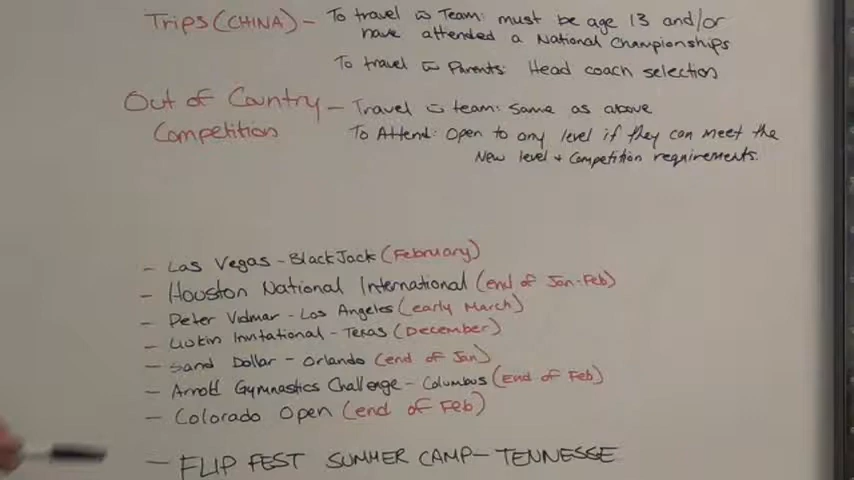 Trips (CHINA) - To travel w Team: must be age 13 and/or
have attended a National Championships
To travel w Parents: Head coach selection
Out of Country - Travel w team: Same as above
Competition To Attend: Open to any level if they can meet the
New level + Competition requirements.
- Las Vegas - BlackJack (February)
- Houston National International (end of Jan-Feb)
- Peter Vidmar - Los Angeles (early March)
- Liukin Invitational - Texas (December)
- Sand Dollar - Orlando (end of Jan)
- Arnold Gymnastics Challenge - Columbus (End of Feb)
- Colorado Open (end of Feb)
- FLIP FEST SUMMER CAMP - TENNESSE